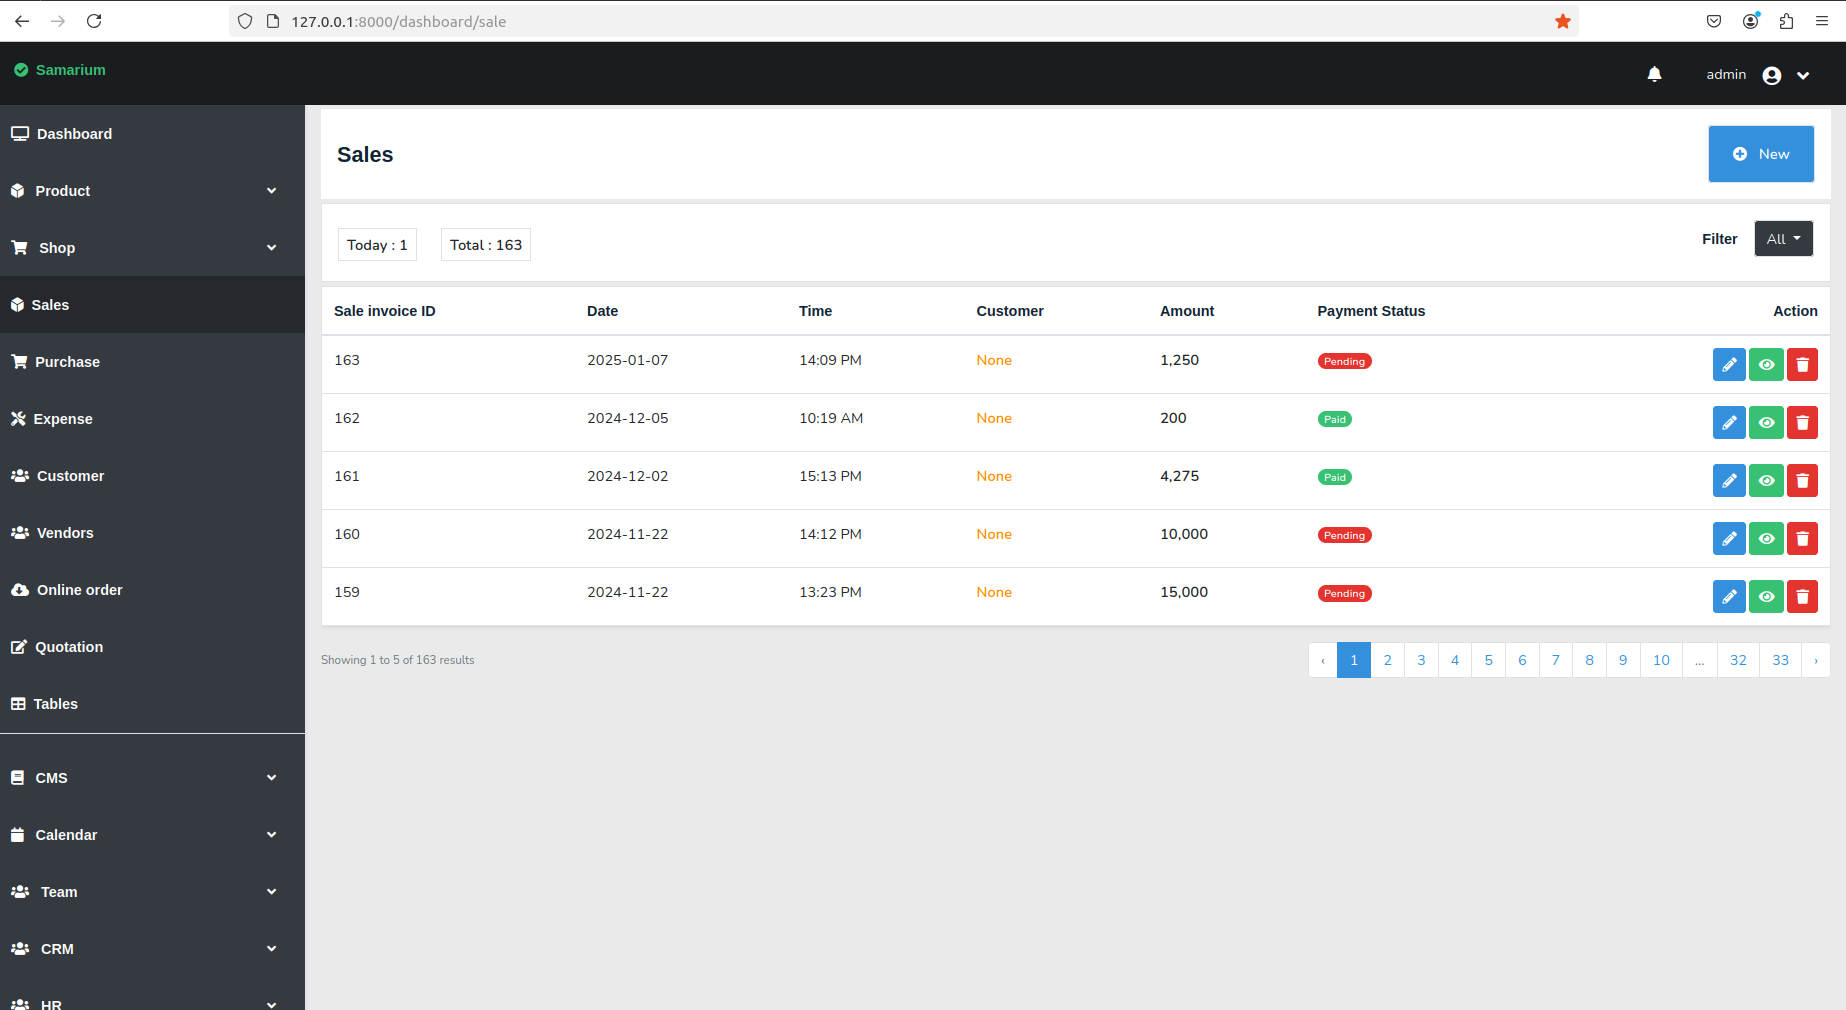 127.0.0.1:8000/dashboard/sale
Samarium
admin
Dashboard
Product
Shop
Sales
Purchase
Expense
Customer
Vendors
Online order
Quotation
Tables
CMS
Calendar
Team
CRM
HR
Sales
New
Today : 1 Total : 163 Filter All
Sale invoice ID Date Time Customer Amount Payment Status Action
163 2025-01-07 14:09 PM None 1,250 Pending
162 2024-12-05 10:19 AM None 200 Paid
161 2024-12-02 15:13 PM None 4,275 Paid
160 2024-11-22 14:12 PM None 10,000 Pending
159 2024-11-22 13:23 PM None 15,000 Pending
Showing 1 to 5 of 163 results ‹ 1 2 3 4 5 6 7 8 9 10 ... 32 33 ›